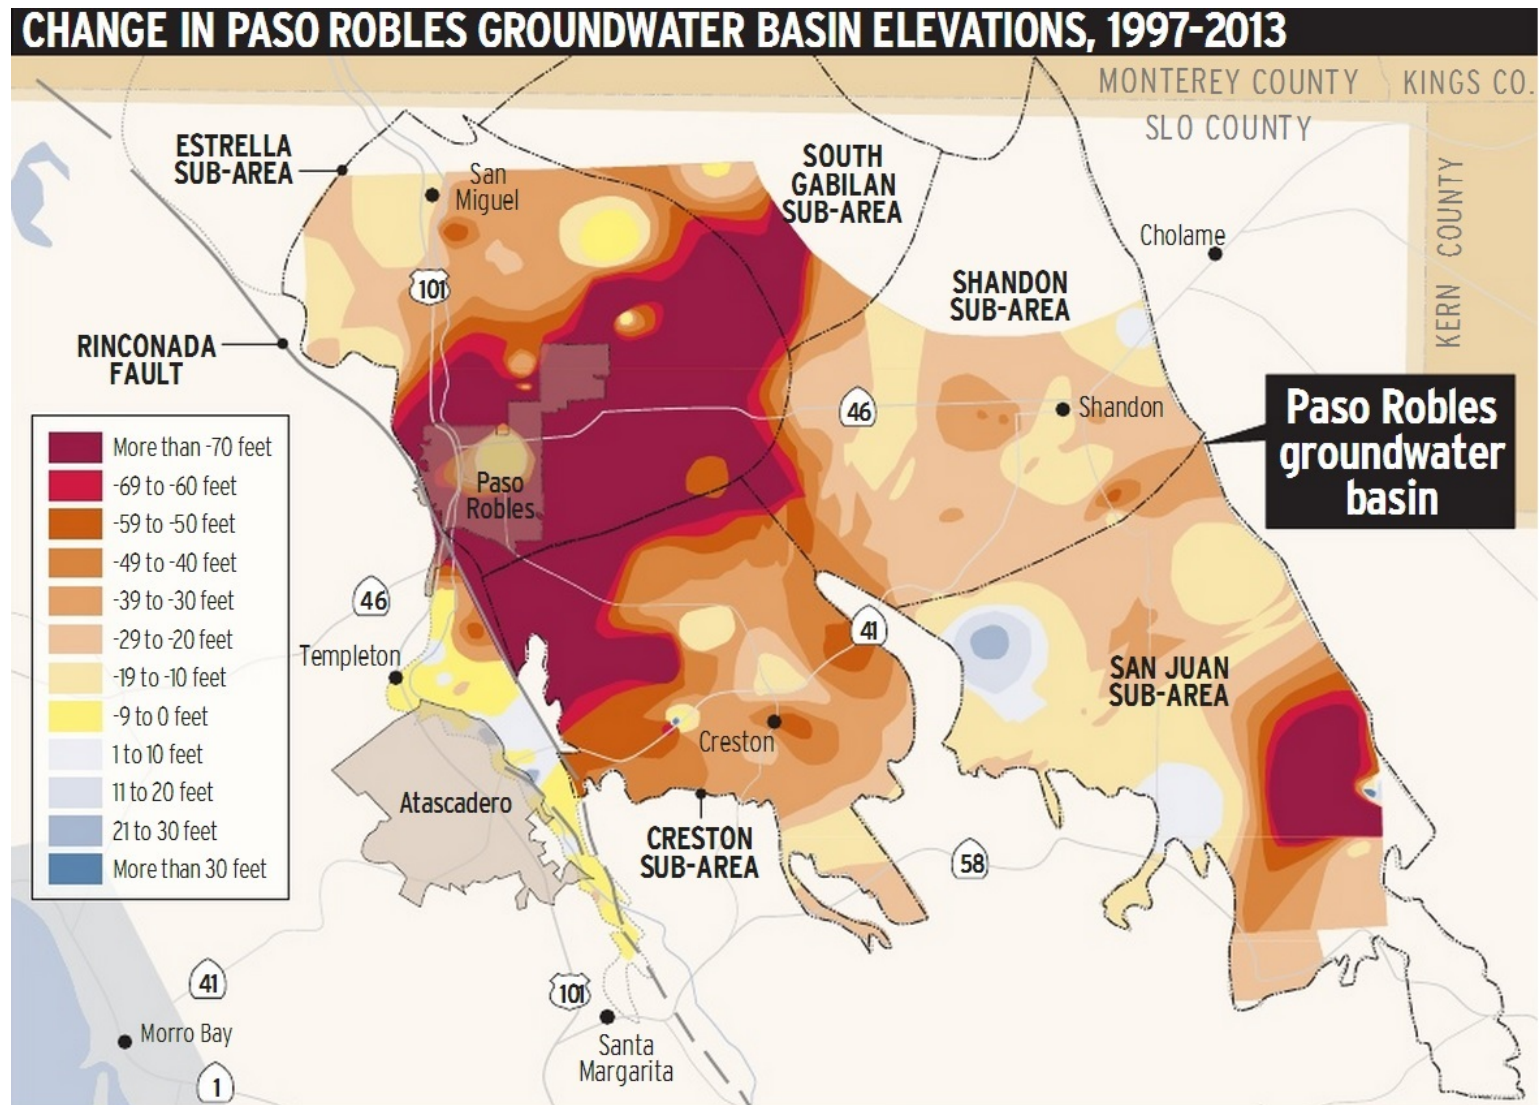 CHANGE IN PASO ROBLES GROUNDWATER BASIN ELEVATIONS, 1997-2013
MONTEREY COUNTY
KINGS CO.
SLO COUNTY
KERN COUNTY
ESTRELLA
SUB-AREA
San
Miguel
SOUTH
GABILAN
SUB-AREA
Cholame
101
SHANDON
SUB-AREA
RINCONADA
FAULT
46
Shandon
Paso Robles
groundwater
basin
More than -70 feet
-69 to -60 feet
-59 to -50 feet
-49 to -40 feet
-39 to -30 feet
-29 to -20 feet
-19 to -10 feet
-9 to 0 feet
1 to 10 feet
11 to 20 feet
21 to 30 feet
More than 30 feet
Paso
Robles
46
Templeton
41
SAN JUAN
SUB-AREA
Creston
Atascadero
CRESTON
SUB-AREA
58
41
101
Morro Bay
Santa
Margarita
1